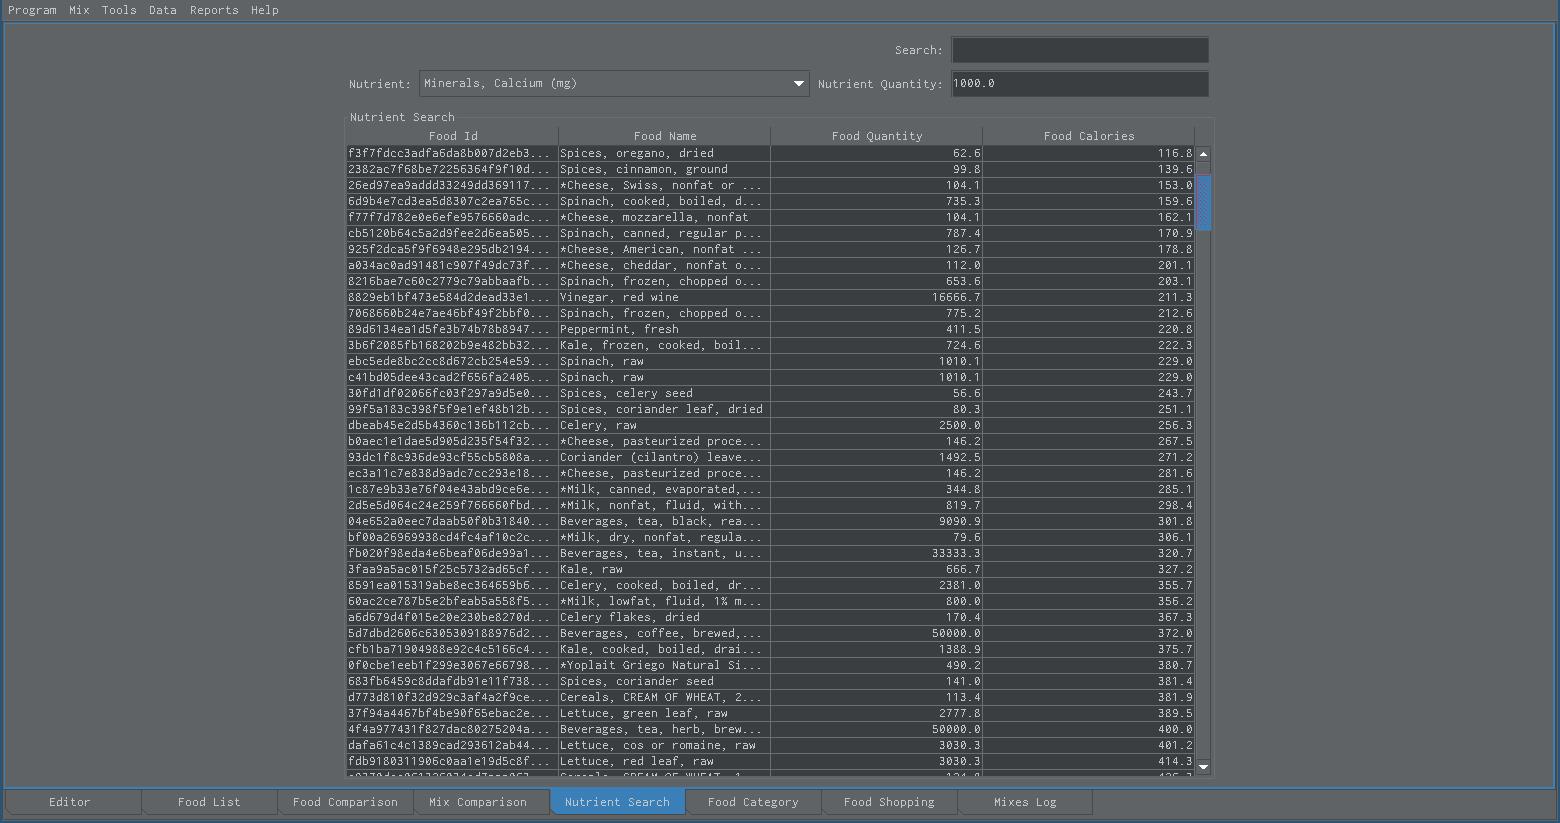 Program Mix Tools Data Reports Help
Search:
Nutrient: Minerals, Calcium (mg) Nutrient Quantity: 1000.0
Nutrient Search
Food Id Food Name Food Quantity Food Calories
f3f7fdcc3adfa6da8b007d2eb3... Spices, oregano, dried 62.6 116.8
2382ac7f68be72256364f9f10d... Spices, cinnamon, ground 99.8 139.6
26ed97ea9addd33249dd369117... *Cheese, Swiss, nonfat or ... 104.1 153.0
6d9b4e7cd3ea5d8307c2ea765c... Spinach, cooked, boiled, d... 735.3 159.6
f77f7d782e0e6efe9576660adc... *Cheese, mozzarella, nonfat 104.1 162.1
cb5120b64c5a2d9fee2d6ea505... Spinach, canned, regular p... 787.4 170.9
925f2dca5f9f6948e295db2194... *Cheese, American, nonfat ... 126.7 178.8
a034ac0ad91481c907f49dc73f... *Cheese, cheddar, nonfat o... 112.0 201.1
8216bae7c60c2779c79abbaafb... Spinach, frozen, chopped o... 653.6 203.1
8829eb1bf473e584d2dead33e1... Vinegar, red wine 16666.7 211.3
7068660b24e7ae46bf49f2bbf0... Spinach, frozen, chopped o... 775.2 212.6
89d6134ea1d5fe3b74b78b8947... Peppermint, fresh 411.5 220.8
3b6f2085fb168202b9e482bb32... Kale, frozen, cooked, boil... 724.6 222.3
ebc5ede8bc2cc8d672cb254e59... Spinach, raw 1010.1 229.0
c41bd05dee43cad2f656fa2405... Spinach, raw 1010.1 229.0
30fd1df02066fc03f297a9d5e0... Spices, celery seed 56.6 243.7
99f5a183c398f5f9e1ef48b12b... Spices, coriander leaf, dried 80.3 251.1
dbeab45e2d5b4360c136b112cb... Celery, raw 2500.0 256.3
b0aec1e1dae5d905d235f54f32... *Cheese, pasteurized proce... 146.2 267.5
93dc1f8c936de93cf55cb5808a... Coriander (cilantro) leave... 1492.5 271.2
ec3a11c7e838d9adc7cc293e18... *Cheese, pasteurized proce... 146.2 281.6
1c87e9b33e76f04e43abd9ce6e... *Milk, canned, evaporated,... 344.8 285.1
2d5e5d064c24e259f766660fbd... *Milk, nonfat, fluid, with... 819.7 298.4
04e652a0eec7daab50f0b31840... Beverages, tea, black, rea... 9090.9 301.8
bf00a26969938cd4fc4af10c2c... *Milk, dry, nonfat, regula... 79.6 306.1
fb020f98eda4e6beaf06de99a1... Beverages, tea, instant, u... 33333.3 320.7
3faa9a5ac015f25c5732ad65cf... Kale, raw 666.7 327.2
8591ea015319abe8ec364659b6... Celery, cooked, boiled, dr... 2381.0 355.7
60ac2ce787b5e2bfeab5a558f5... *Milk, lowfat, fluid, 1% m... 800.0 356.2
a6d679d4f015e20e230be8270d... Celery flakes, dried 170.4 367.3
5d7dbd2606c6305309188976d2... Beverages, coffee, brewed,... 50000.0 372.0
cfb1ba71904988e92c4c5166c4... Kale, cooked, boiled, drai... 1388.9 375.7
0f0cbe1eeb1f299e3067e66798... *Yoplait Griego Natural Si... 490.2 380.7
683fb6459c8ddafdb91e11f738... Spices, coriander seed 141.0 381.4
d773d810f32d929c3af4a2f9ce... Cereals, CREAM OF WHEAT, 2... 113.4 381.9
37f94a4467bf4be90f65ebac2e... Lettuce, green leaf, raw 2777.8 389.5
4f4a977431f827dac80275204a... Beverages, tea, herb, brew... 50000.0 400.0
dafa61c4c1389cad293612ab44... Lettuce, cos or romaine, raw 3030.3 401.2
fdb9180311906c0aa1e19d5c8f... Lettuce, red leaf, raw 3030.3 414.3
Editor Food List Food Comparison Mix Comparison Nutrient Search Food Category Food Shopping Mixes Log